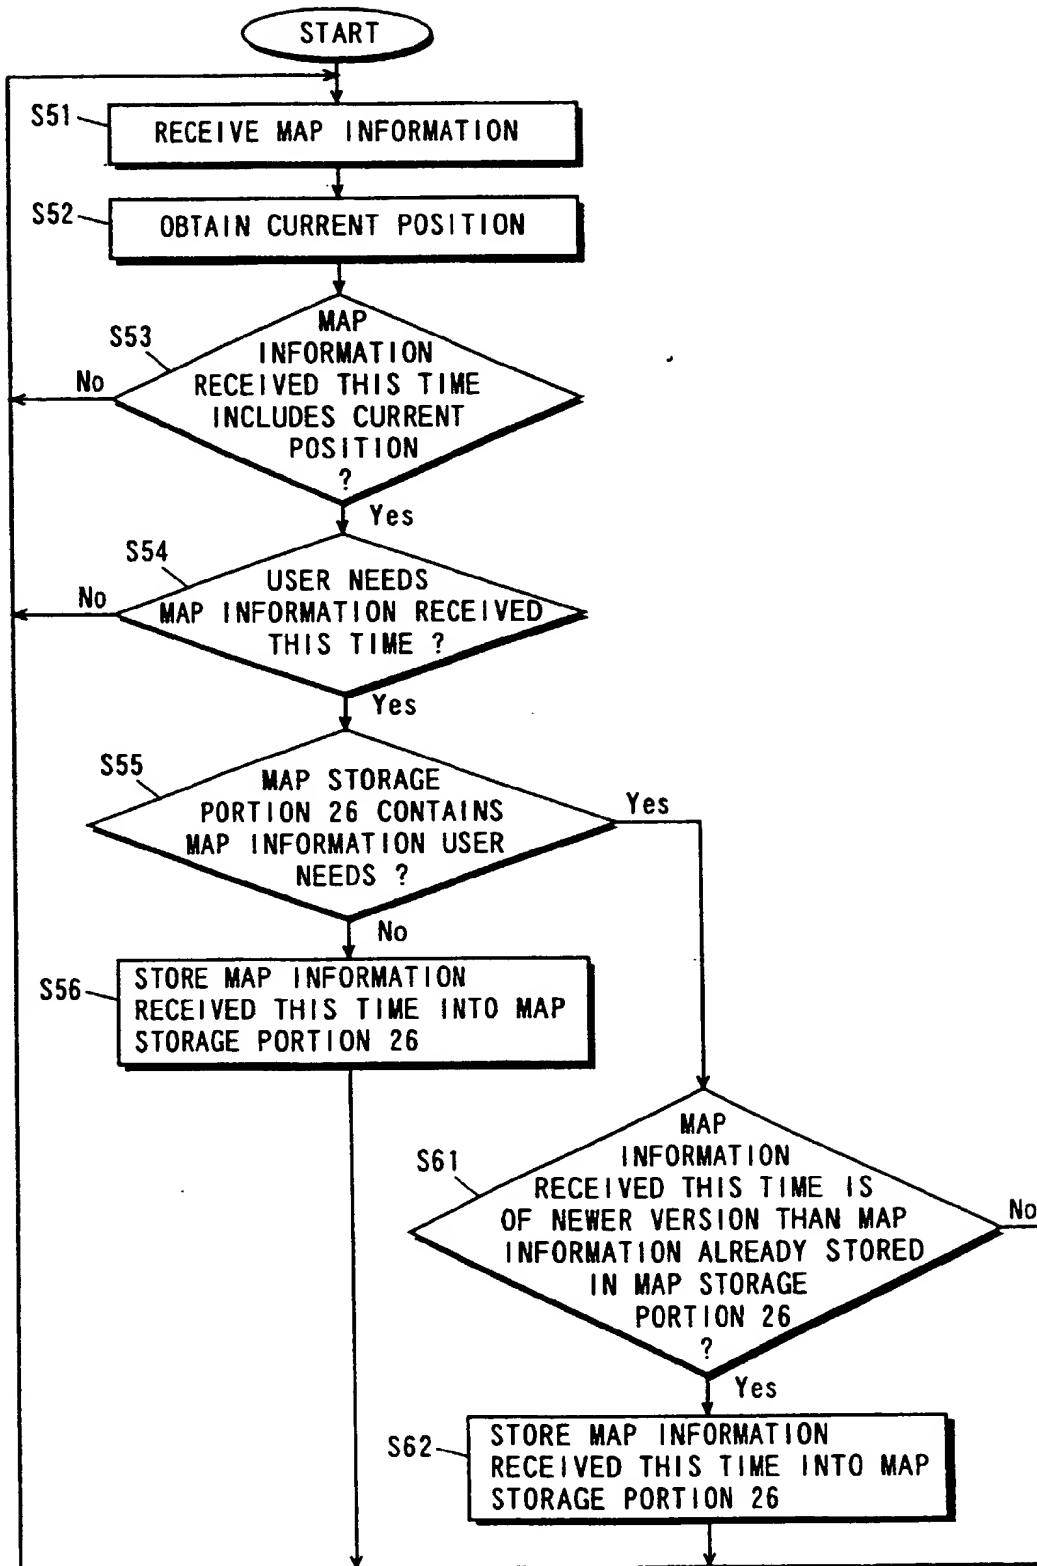 START
S51
RECEIVE MAP INFORMATION
S52
OBTAIN CURRENT POSITION
S53
MAP
INFORMATION
RECEIVED THIS TIME
INCLUDES CURRENT
POSITION
?
No
Yes
S54
USER NEEDS
MAP INFORMATION RECEIVED
THIS TIME ?
No
Yes
S55
MAP STORAGE
PORTION 26 CONTAINS
MAP INFORMATION USER
NEEDS ?
Yes
No
S56
STORE MAP INFORMATION
RECEIVED THIS TIME INTO MAP
STORAGE PORTION 26
S61
MAP
INFORMATION
RECEIVED THIS TIME IS
OF NEWER VERSION THAN MAP
INFORMATION ALREADY STORED
IN MAP STORAGE
PORTION 26
?
No
Yes
S62
STORE MAP INFORMATION
RECEIVED THIS TIME INTO MAP
STORAGE PORTION 26